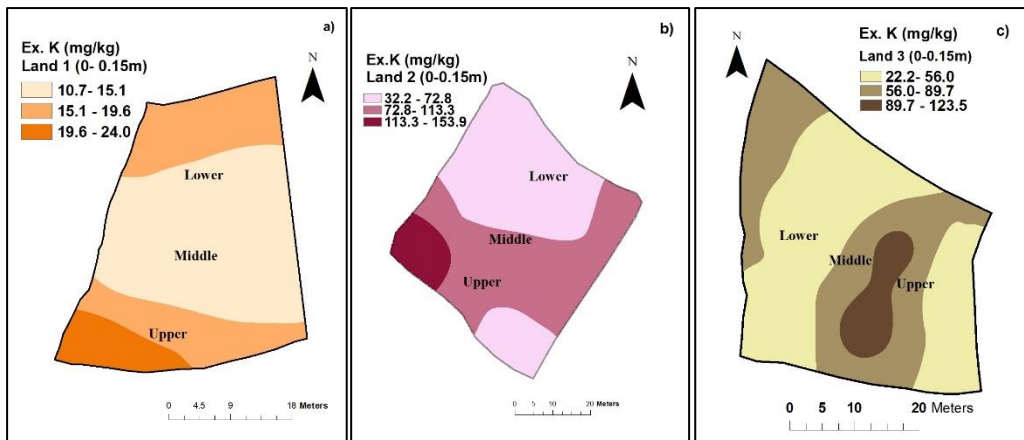 a)
Ex. K (mg/kg)
Land 1 (0- 0.15m)
10.7- 15.1
15.1 - 19.6
19.6 - 24.0
N
Lower
Middle
Upper
0 4.5 9 18 Meters
b)
Ex. K (mg/kg)
Land 2 (0-0.15m)
32.2 - 72.8
72.8 - 113.3
113.3 - 153.9
N
Lower
Middle
Upper
0 5 10 20 Meters
c)
Ex. K (mg/kg)
Land 3 (0-0.15m)
22.2- 56.0
56.0- 89.7
89.7 - 123.5
N
Lower
Middle
Upper
0 5 10 20 Meters